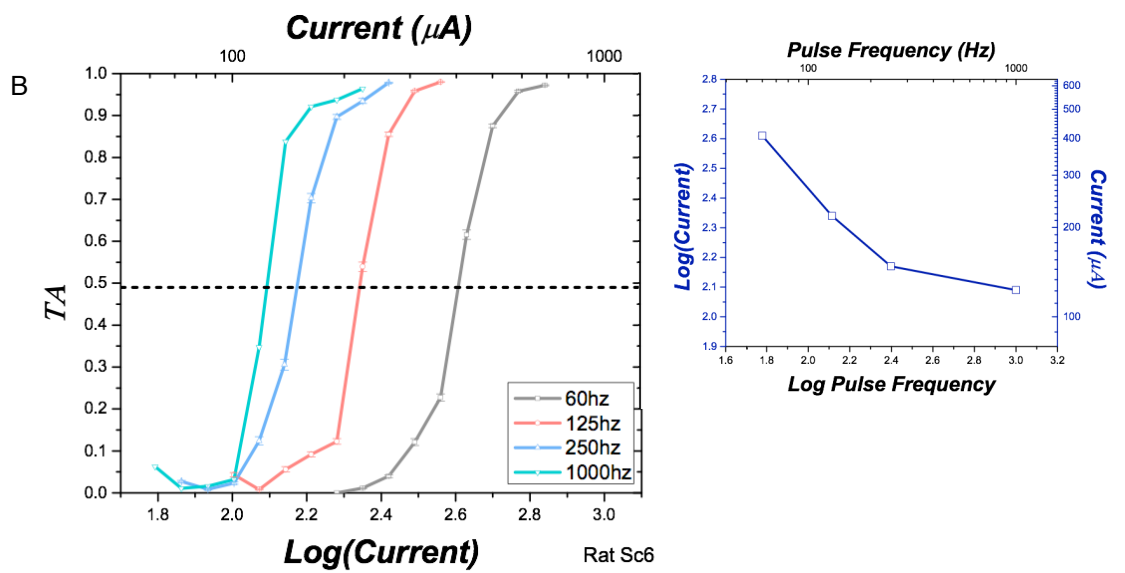 B
Current (μA)
100 1000
1.0
0.9
0.8
0.7
0.6
0.5
0.4
0.3
0.2
0.1
0.0
TA
60hz
125hz
250hz
1000hz
1.8 2.0 2.2 2.4 2.6 2.8 3.0
Log(Current)
Rat Sc6
Pulse Frequency (Hz)
100 1000
2.8
2.7
2.6
2.5
2.4
2.3
2.2
2.1
2.0
1.9
Log(Current)
600
500
400
300
200
100
Current (μA)
1.6 1.8 2.0 2.2 2.4 2.6 2.8 3.0 3.2
Log Pulse Frequency